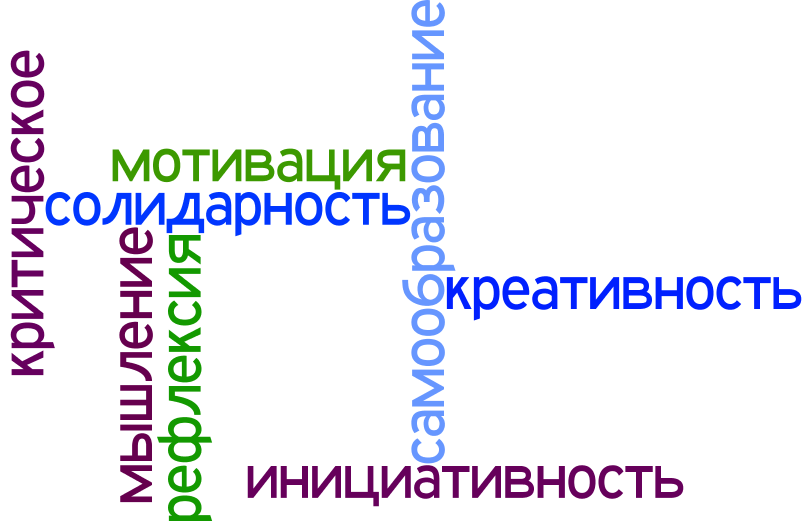 критическое
мотивация
солидарность
мышление
рефлексия
самообразование
креативность
инициативность